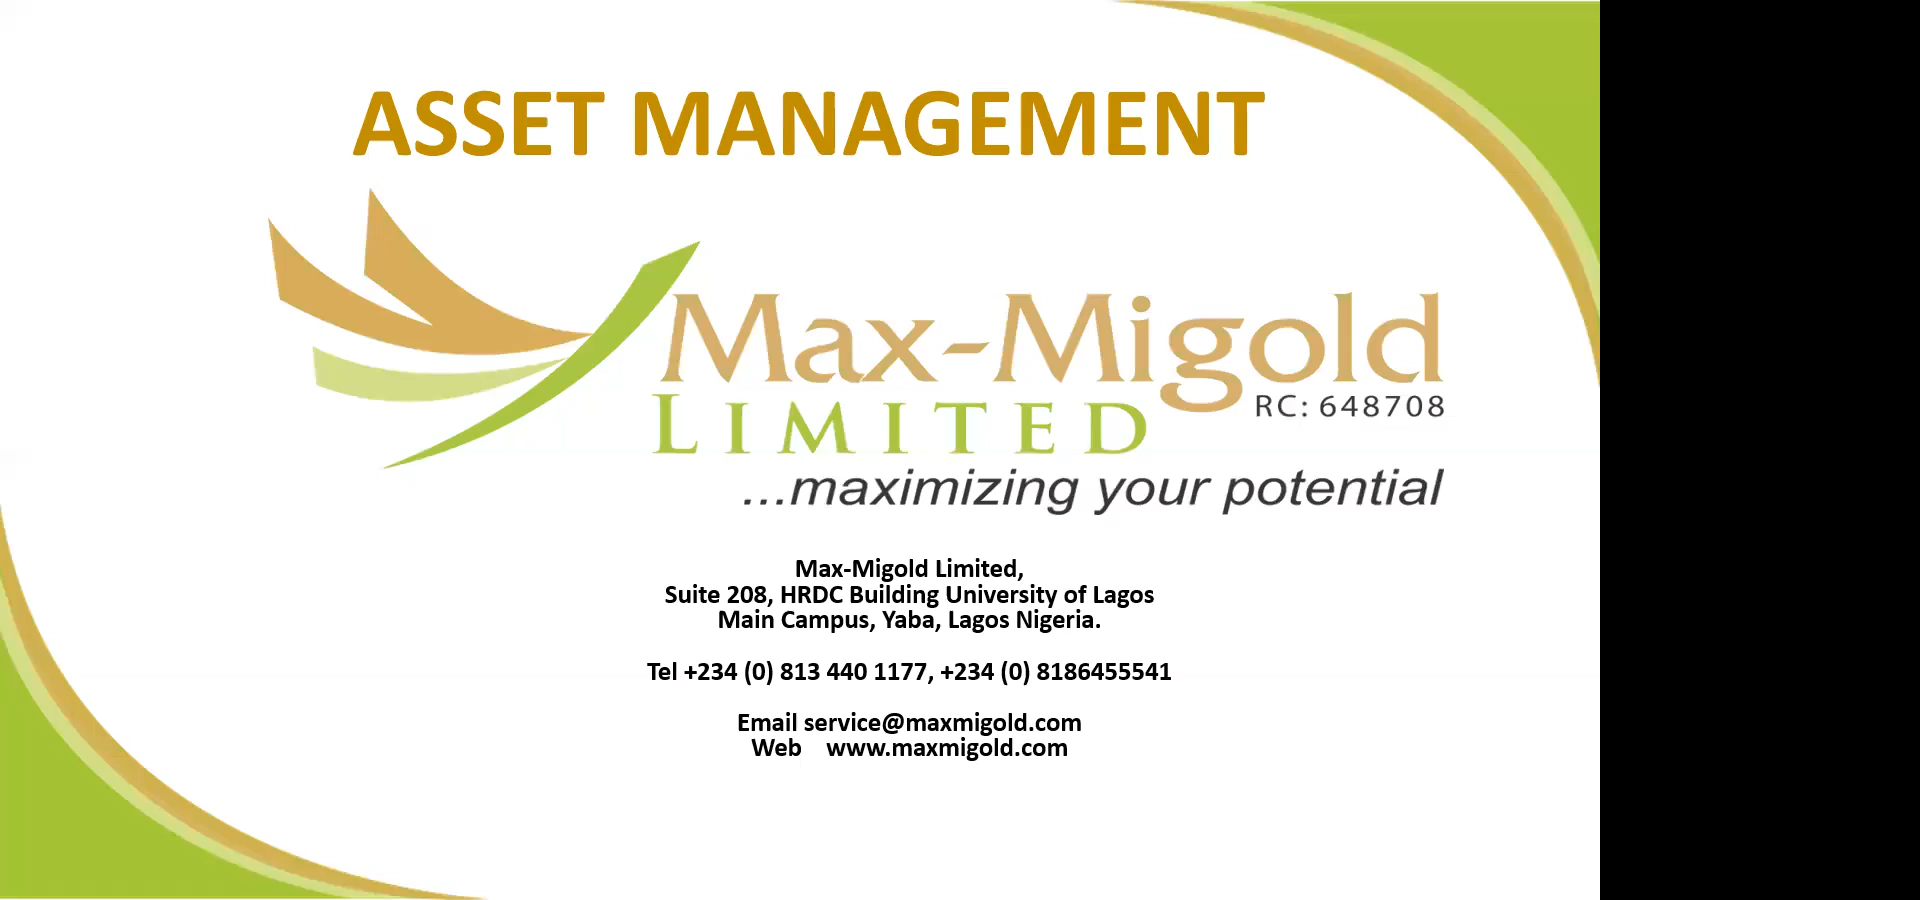 ASSET MANAGEMENT
Max-Migold
LIMITED
RC: 648708
...maximizing your potential
Max-Migold Limited,
Suite 208, HRDC Building University of Lagos
Main Campus, Yaba, Lagos Nigeria.
Tel +234 (0) 813 440 1177, +234 (0) 8186455541
Email service@maxmigold.com
Web www.maxmigold.com